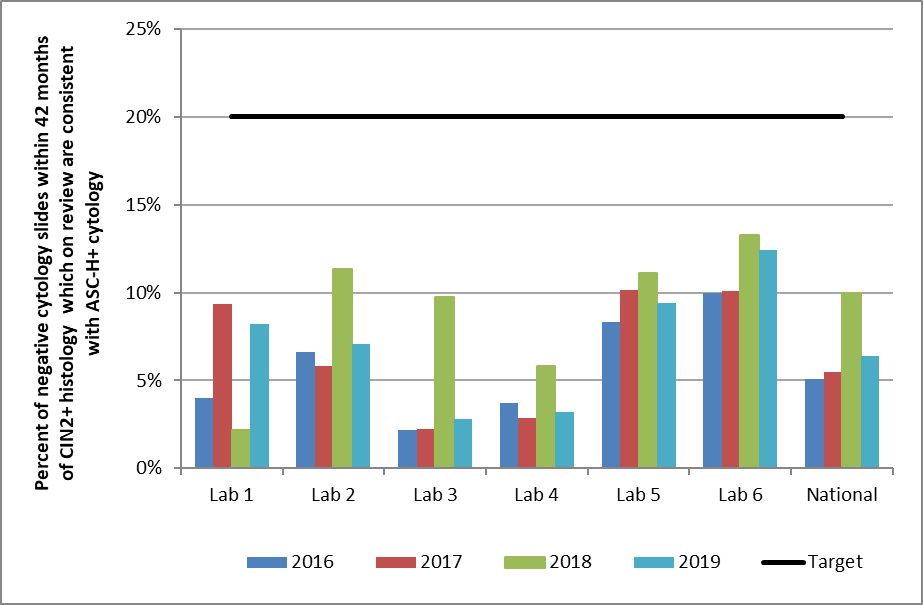 Percent of negative cytology slides within 42 months
of CIN2+ histology which on review are consistent
with ASC-H+ cytology
25%
20%
15%
10%
5%
0%
Lab 1 Lab 2 Lab 3 Lab 4 Lab 5 Lab 6 National
2016 2017 2018 2019 Target